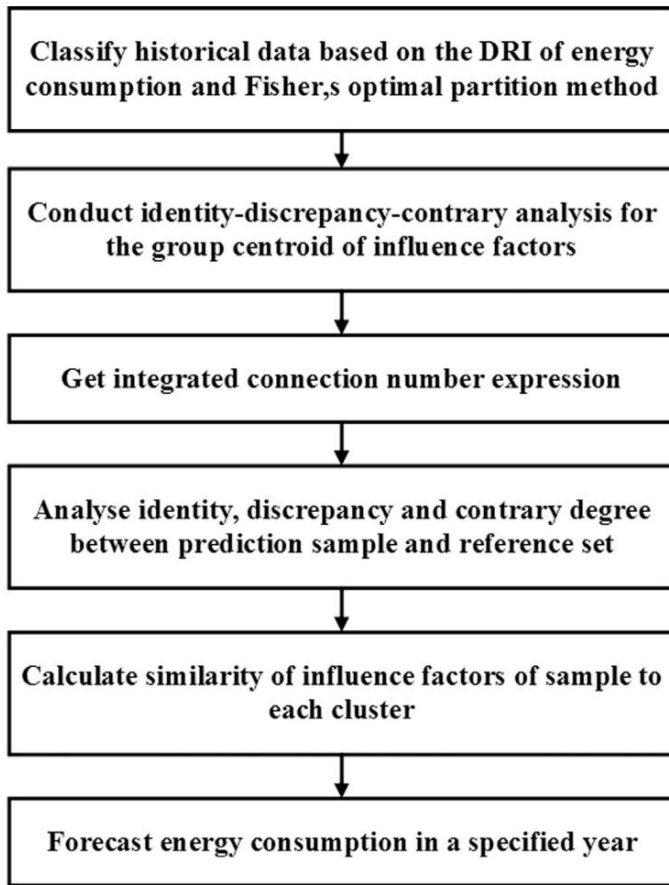 Classify historical data based on the DRI of energy
consumption and Fisher,s optimal partition method
Conduct identity-discrepancy-contrary analysis for
the group centroid of influence factors
Get integrated connection number expression
Analyse identity, discrepancy and contrary degree
between prediction sample and reference set
Calculate similarity of influence factors of sample to
each cluster
Forecast energy consumption in a specified year